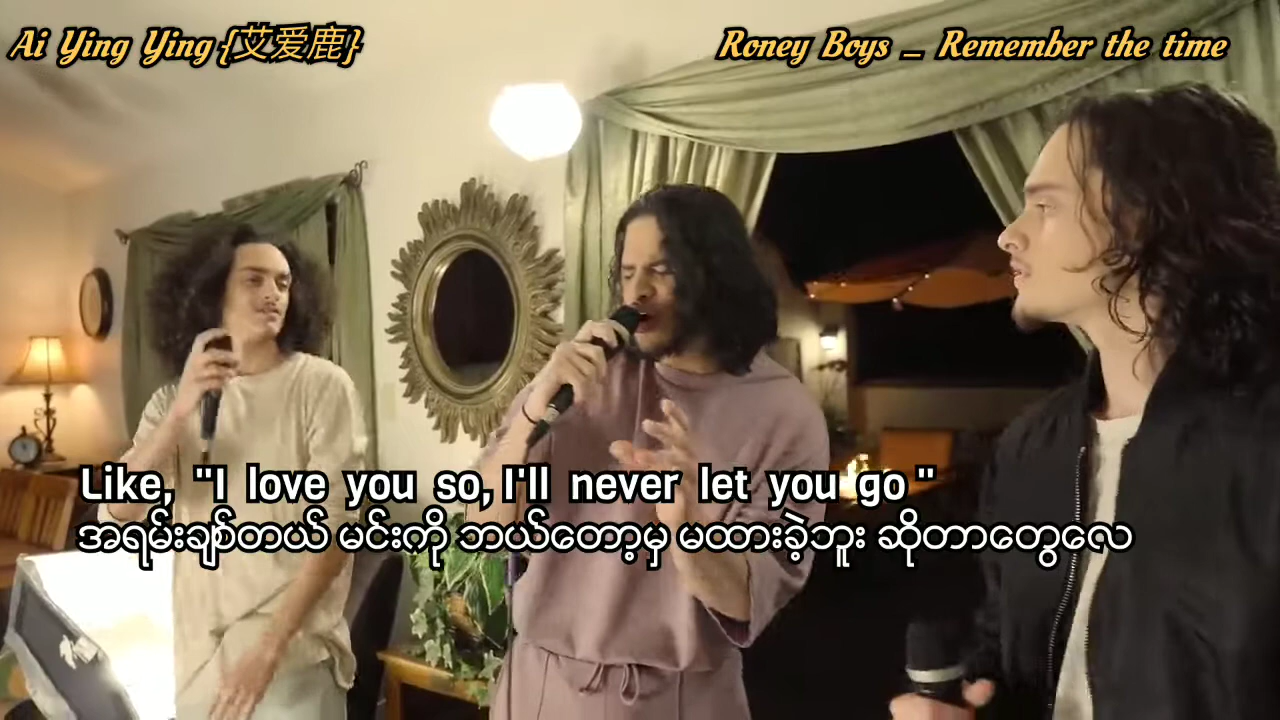 Ai Ying Ying {艾爱鹿}
Roney Boys _ Remember the time
Like, "I love you so, I'll never let you go"
အရမ်းချစ်တယ် မင်းကို ဘယ်တော့မှ မထားခဲ့ဘူး ဆိုတာတွေလေ